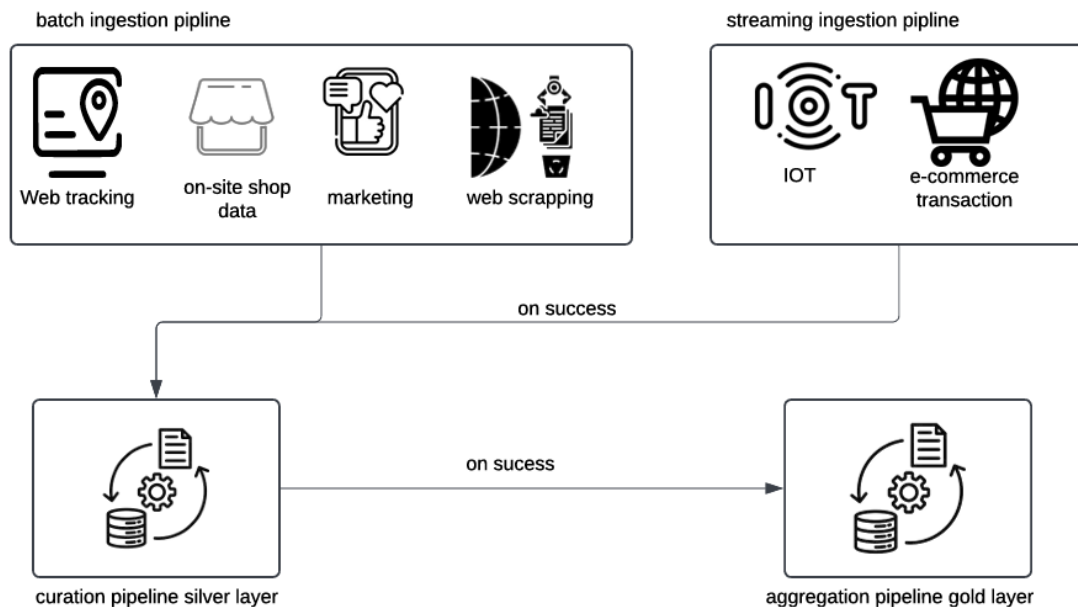 batch ingestion pipline
streaming ingestion pipline
IOT
Web tracking
on-site shop
data
marketing
web scrapping
IOT
e-commerce
transaction
on success
on sucess
curation pipeline silver layer
aggregation pipeline gold layer